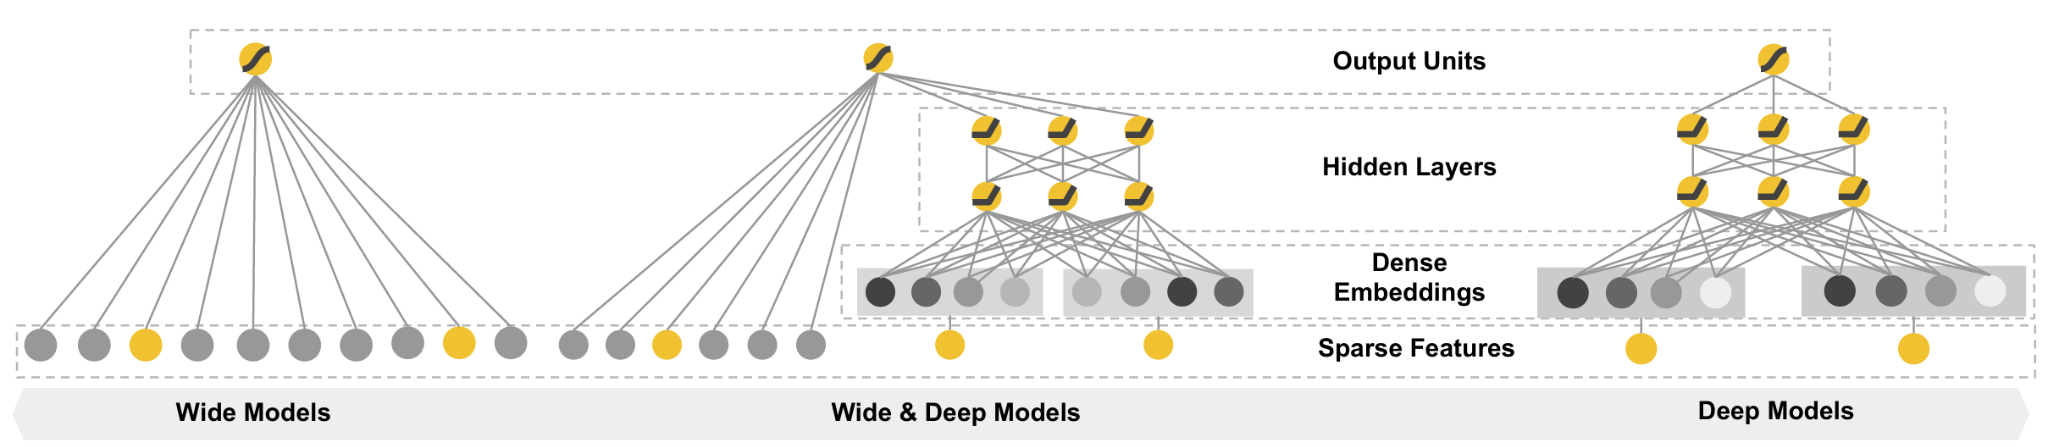 Output Units
Hidden Layers
Dense
Embeddings
Sparse Features
Wide Models
Wide & Deep Models
Deep Models